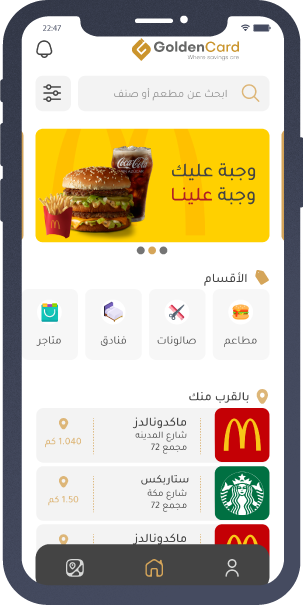 22:47
GoldenCard
Where savings are
ابحث عن مطعم أو صنف
وجبة عليك
وجبة علينا
Coca-Cola
الأقسام
مطاعم
صالونات
فنادق
متاجر
بالقرب منك
ماكدونالدز
شارع المدينه
مجمع 72
1.040 كم
ستاربكس
شارع مكة
مجمع 72
1.50 كم
ماكدونالدز